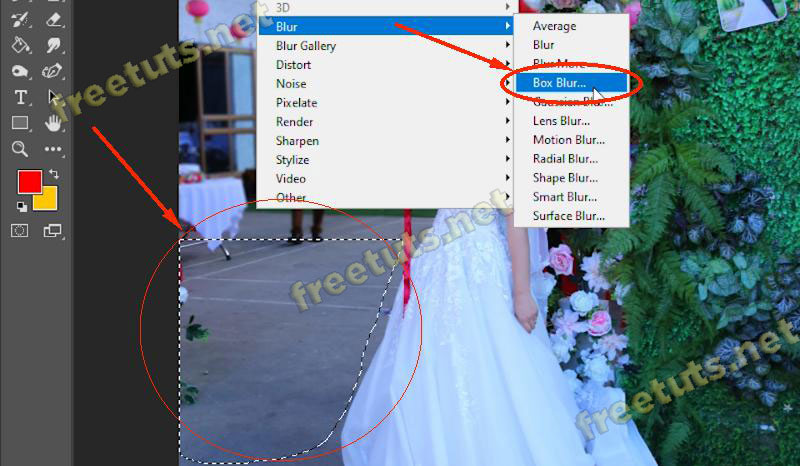 3D
Blur
Blur Gallery
Distort
Noise
Pixelate
Render
Sharpen
Stylize
Video
Other
Average
Blur
Blur More
Box Blur...
Gaussian Blur...
Lens Blur...
Motion Blur...
Radial Blur...
Shape Blur...
Smart Blur...
Surface Blur...
T
freetuts.net
freetuts.net
freetuts.net